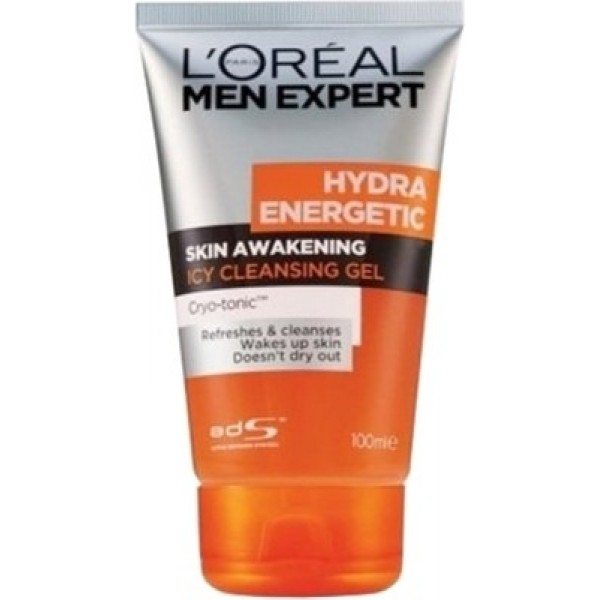 L'ORÉAL
PARIS
MEN EXPERT
HYDRA
ENERGETIC
SKIN AWAKENING
ICY CLEANSING GEL
Cryo-tonic™
Refreshes & cleanses
Wakes up skin
Doesn't dry out
adS™
100ml℮